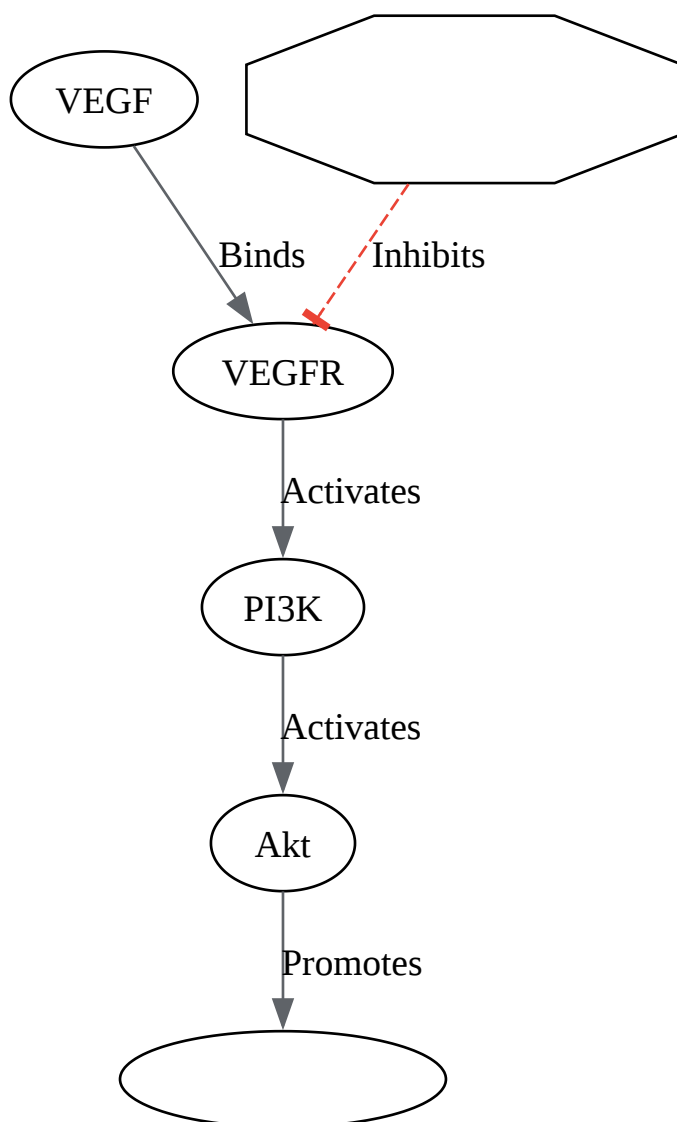 VEGF
Binds
Inhibits
VEGFR
Activates
PI3K
Activates
Akt
Promotes